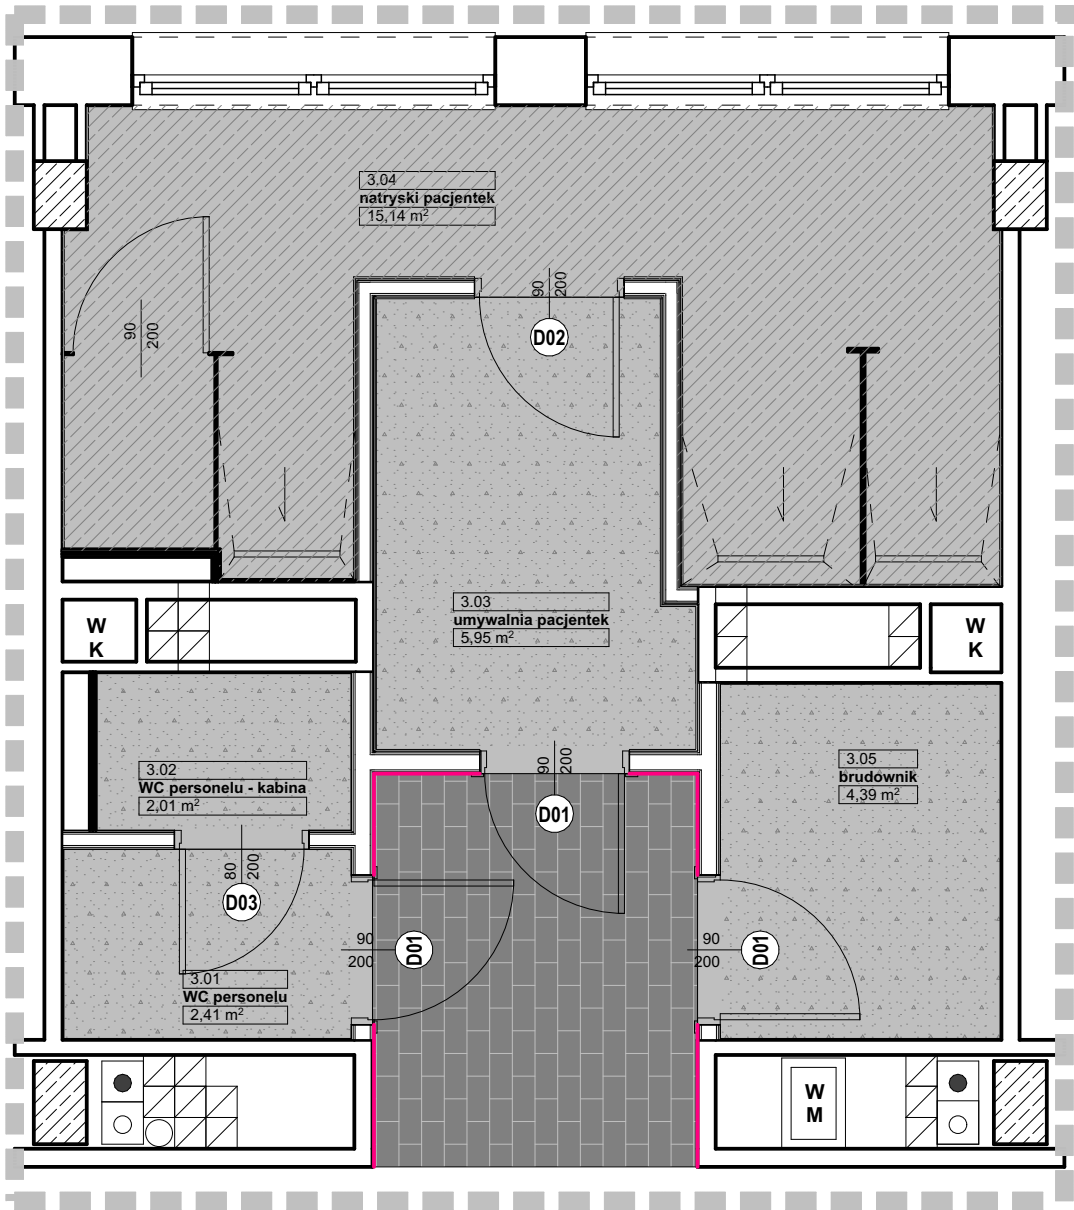 3.04
natryski pacjentek
15,14 m²
90
200
D02
90
200
3.03
umywalnia pacjentek
5,95 m²
W
K
W
K
90
200
D01
3.02
WC personelu - kabina
2,01 m²
3.05
brudownik
4,39 m²
80
200
D03
90
200
D01
90
200
D01
3.01
WC personelu
2,41 m²
W
M